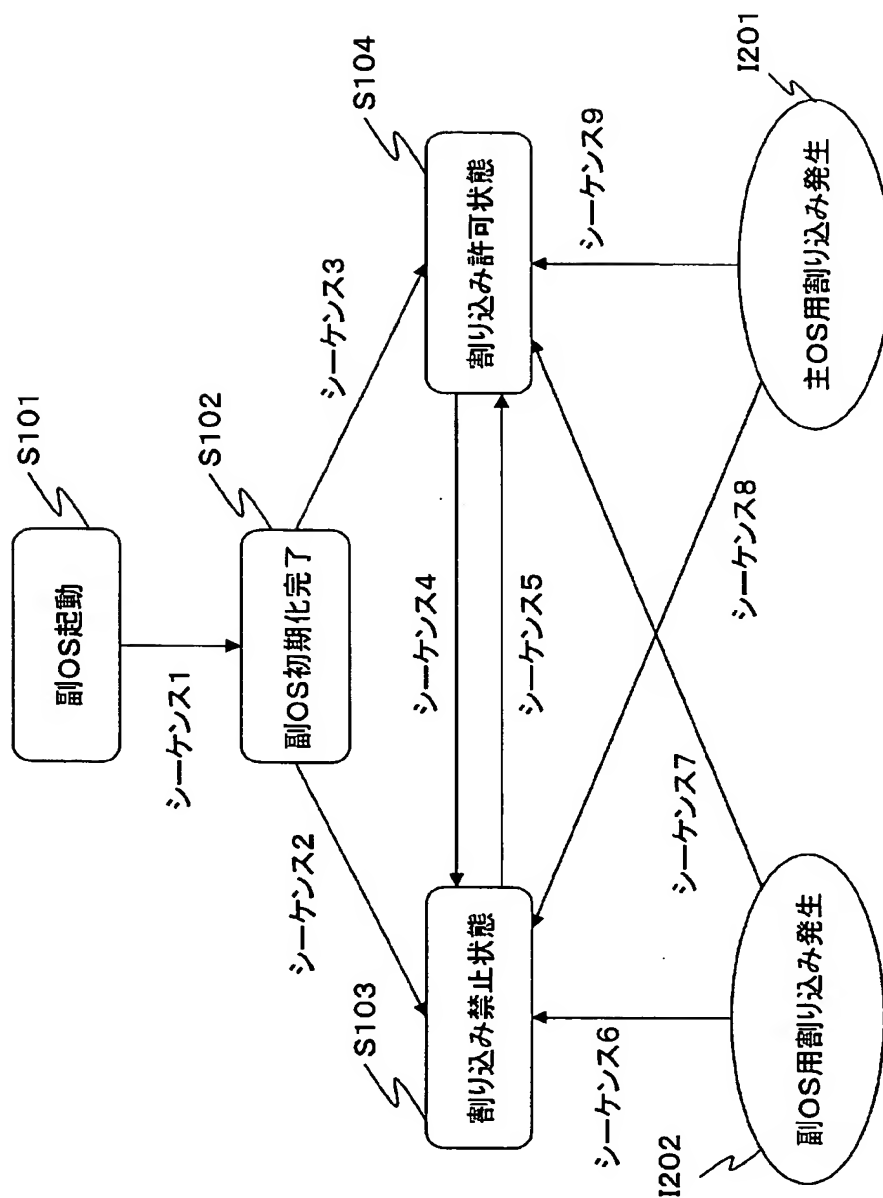 副OS起動
S101
シーケンス1
副OS初期化完了
S102
シーケンス2
シーケンス3
S103
割り込み禁止状態
S104
割り込み許可状態
シーケンス4
シーケンス5
シーケンス6
シーケンス7
シーケンス8
シーケンス9
I202
副OS用割り込み発生
主OS用割り込み発生
I201